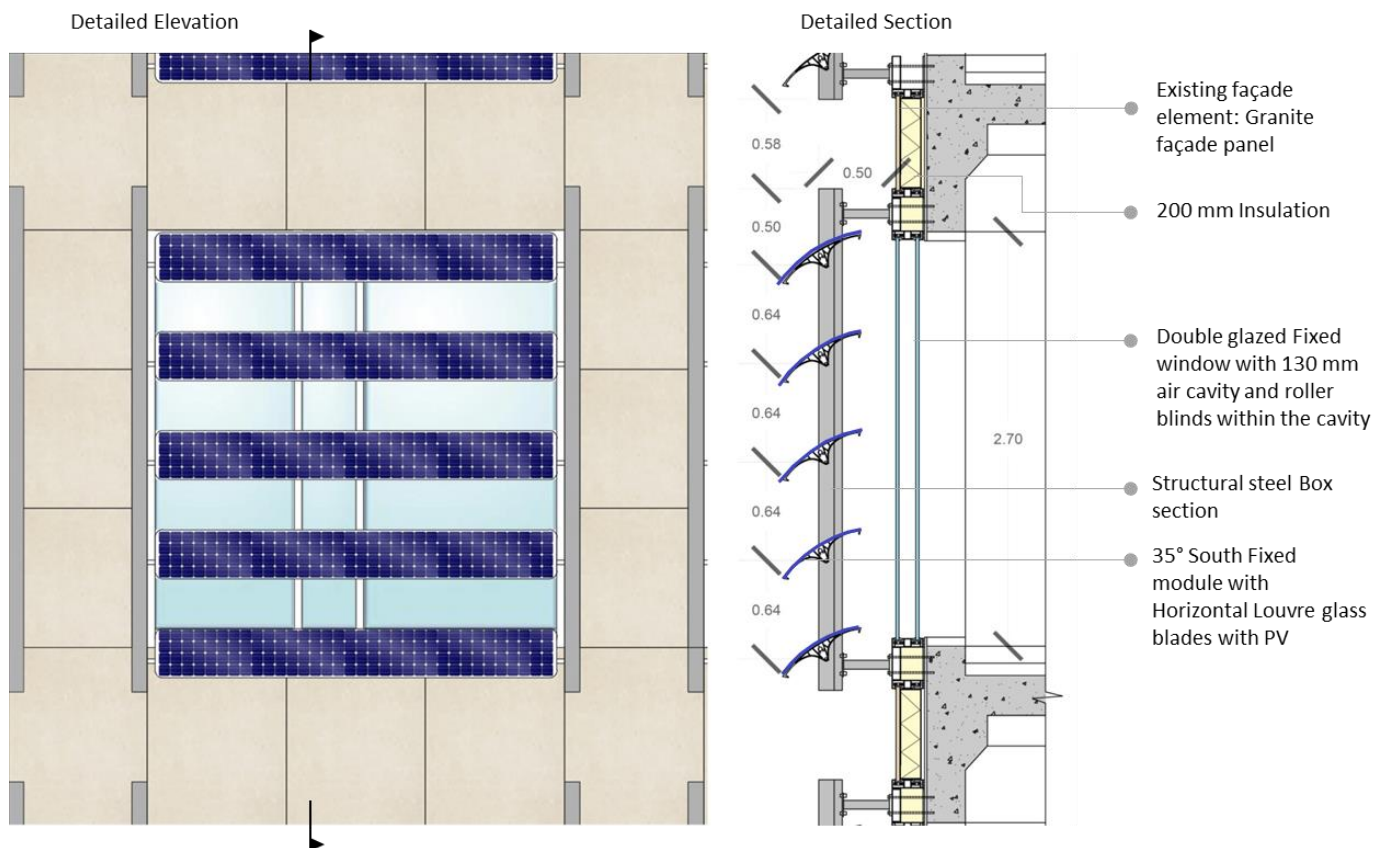 Detailed Elevation
Detailed Section
Existing façade
element: Granite
façade panel
0.58
0.50
200 mm Insulation
0.50
0.64
Double glazed Fixed
window with 130 mm
air cavity and roller
blinds within the cavity
0.64
2.70
Structural steel Box
section
0.64
35° South Fixed
module with
Horizontal Louvre glass
blades with PV
0.64